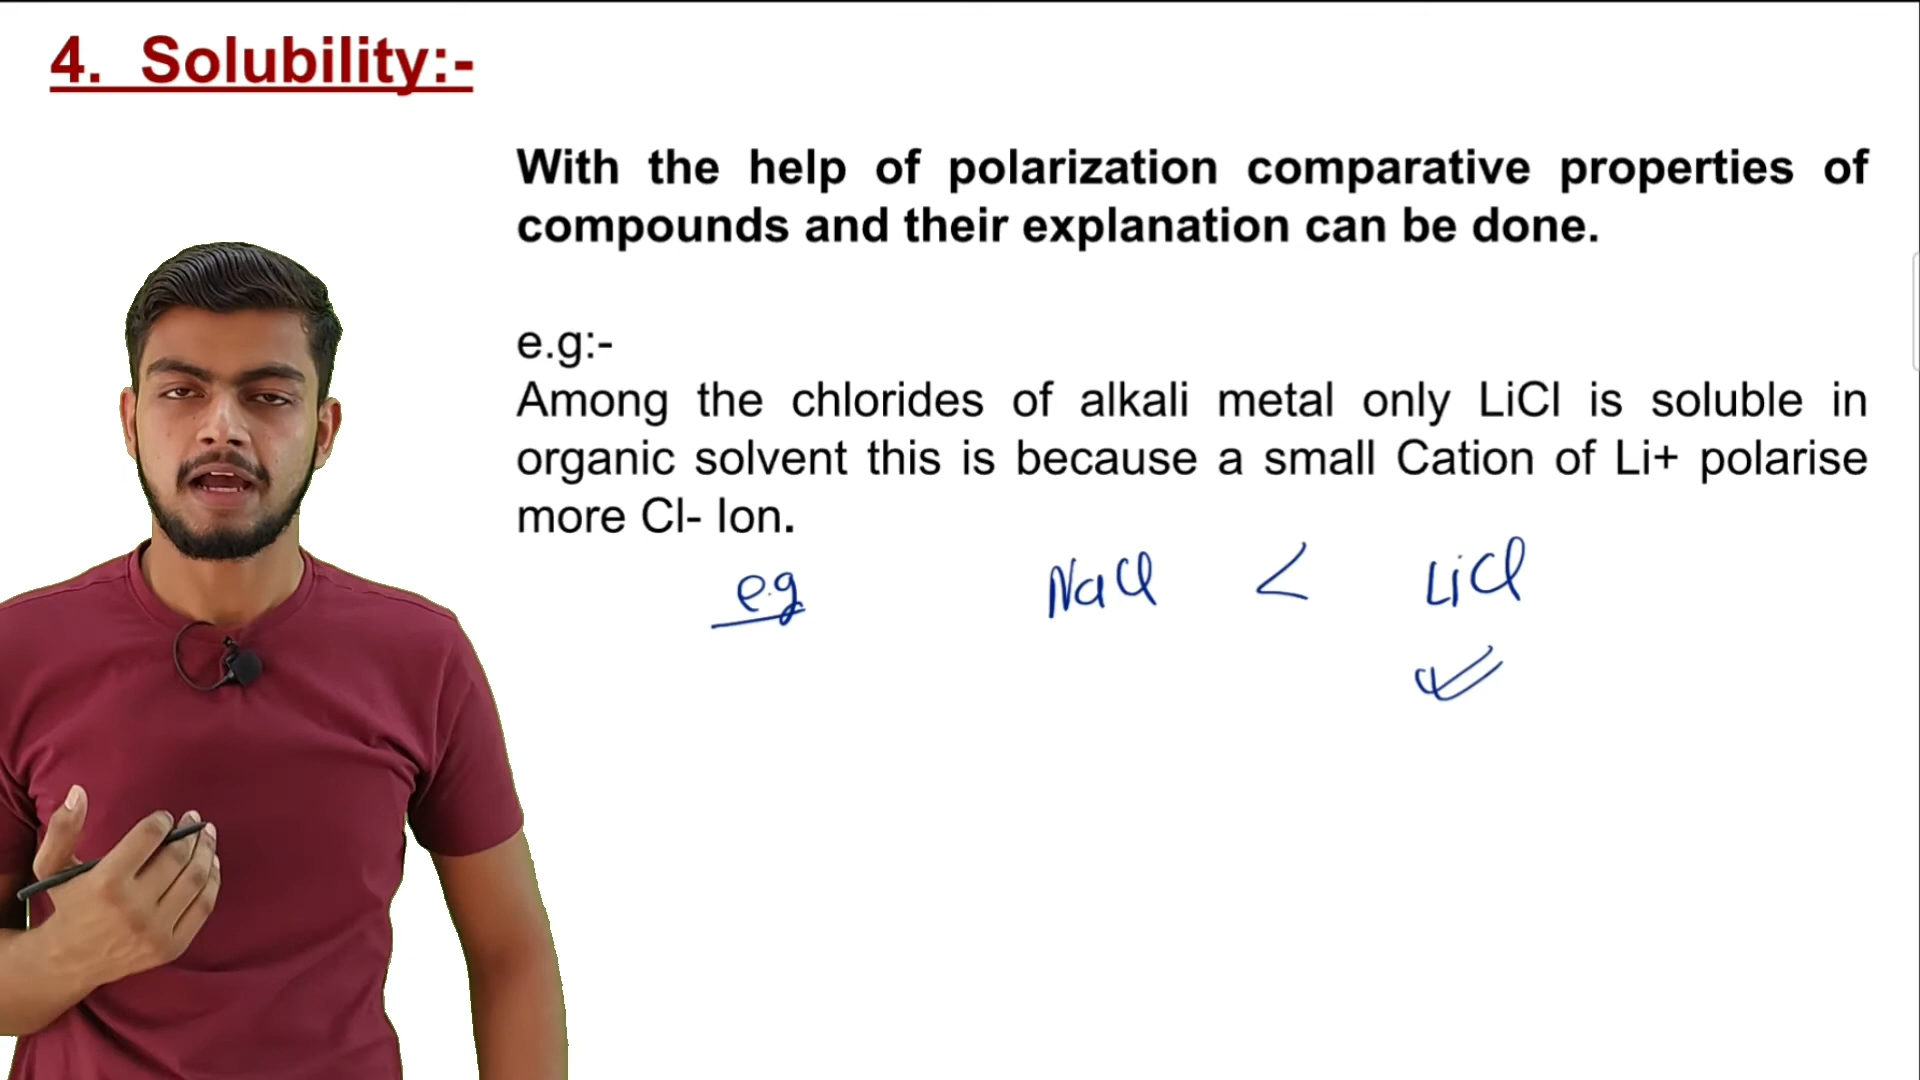 4. Solubility:-
With the help of polarization comparative properties of
compounds and their explanation can be done.
e.g:-
Among the chlorides of alkali metal only LiCl is soluble in
organic solvent this is because a small Cation of Li+ polarise
more Cl- Ion.
e.g NaCl < LiCl